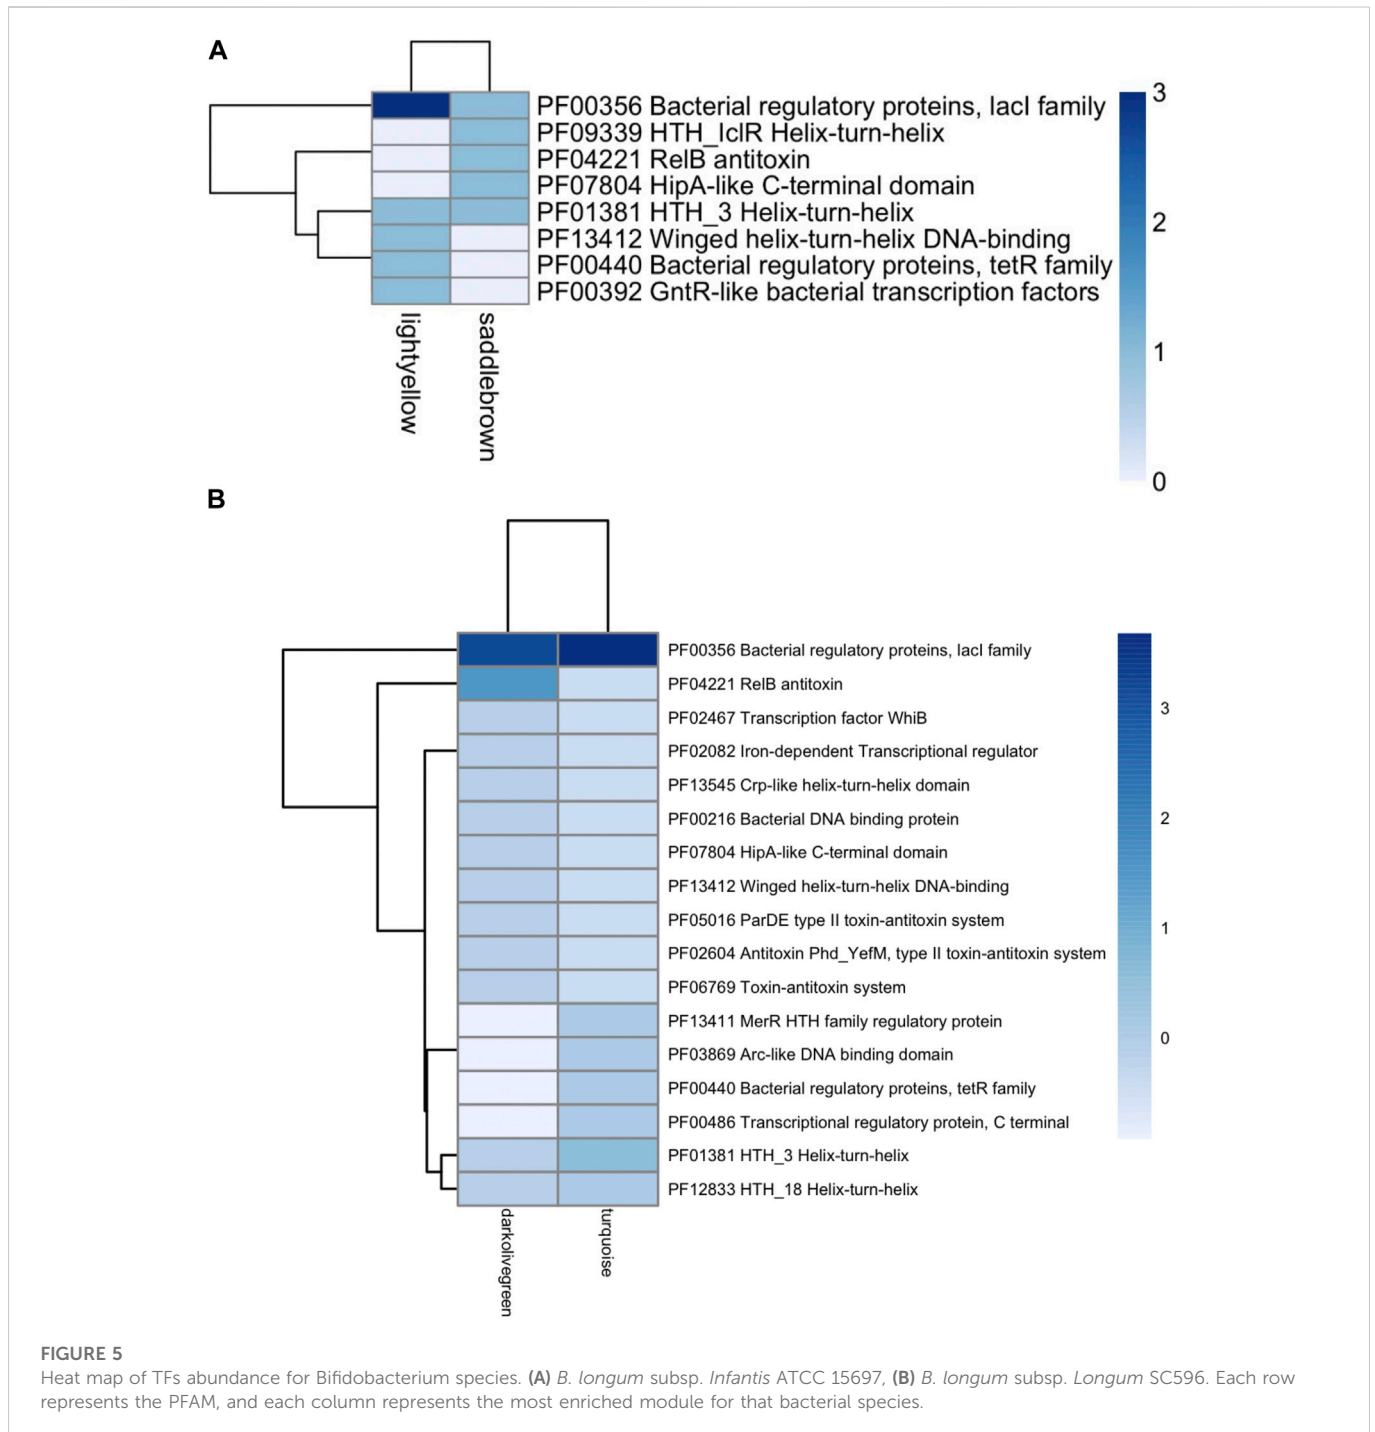 A
PF00356 Bacterial regulatory proteins, lacI family
PF09339 HTH_IclR Helix-turn-helix
PF04221 RelB antitoxin
PF07804 HipA-like C-terminal domain
PF01381 HTH_3 Helix-turn-helix
PF13412 Winged helix-turn-helix DNA-binding
PF00440 Bacterial regulatory proteins, tetR family
PF00392 GntR-like bacterial transcription factors
lightyellow
saddlebrown
3
2
1
0
B
PF00356 Bacterial regulatory proteins, lacI family
PF04221 RelB antitoxin
PF02467 Transcription factor WhiB
PF02082 Iron-dependent Transcriptional regulator
PF13545 Crp-like helix-turn-helix domain
PF00216 Bacterial DNA binding protein
PF07804 HipA-like C-terminal domain
PF13412 Winged helix-turn-helix DNA-binding
PF05016 ParDE type II toxin-antitoxin system
PF02604 Antitoxin Phd_YefM, type II toxin-antitoxin system
PF06769 Toxin-antitoxin system
PF13411 MerR HTH family regulatory protein
PF03869 Arc-like DNA binding domain
PF00440 Bacterial regulatory proteins, tetR family
PF00486 Transcriptional regulatory protein, C terminal
PF01381 HTH_3 Helix-turn-helix
PF12833 HTH_18 Helix-turn-helix
darkolivegreen
turquoise
3
2
1
0
FIGURE 5
Heat map of TFs abundance for Bifidobacterium species. (A) B. longum subsp. Infantis ATCC 15697, (B) B. longum subsp. Longum SC596. Each row
represents the PFAM, and each column represents the most enriched module for that bacterial species.